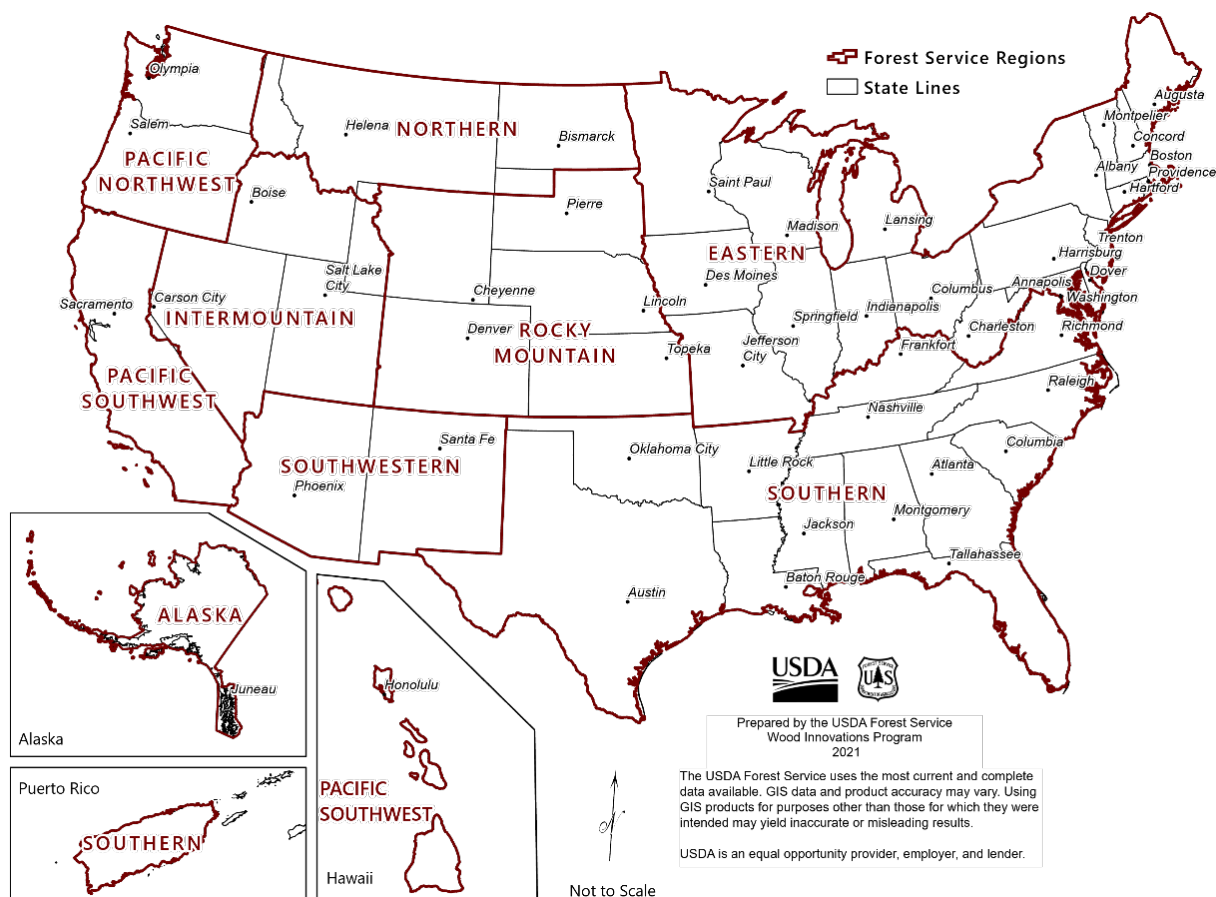 Forest Service Regions
State Lines
Olympia
Salem
PACIFIC
NORTHWEST
Helena
NORTHERN
Bismarck
Boise
Pierre
Saint Paul
Madison
Lansing
EASTERN
Des Moines
Augusta
Montpelier
Concord
Boston
Albany
Providence
Hartford
Trenton
Harrisburg
Dover
Annapolis
Washington
Columbus
Indianapolis
Springfield
Charleston
Richmond
Frankfort
Jefferson
City
Salt Lake
City
Cheyenne
Lincoln
Sacramento
Carson City
INTERMOUNTAIN
Denver
ROCKY
MOUNTAIN
Topeka
PACIFIC
SOUTHWEST
Raleigh
Nashville
Columbia
Santa Fe
SOUTHWESTERN
Phoenix
Oklahoma City
Little Rock
Atlanta
SOUTHERN
Montgomery
Jackson
Tallahassee
Baton Rouge
Austin
ALASKA
Juneau
Alaska
Puerto Rico
SOUTHERN
Honolulu
PACIFIC
SOUTHWEST
Hawaii
USDA
FOREST SERVICE
U S
DEPARTMENT OF AGRICULTURE
Prepared by the USDA Forest Service
Wood Innovations Program
2021
The USDA Forest Service uses the most current and complete
data available. GIS data and product accuracy may vary. Using
GIS products for purposes other than those for which they were
intended may yield inaccurate or misleading results.
USDA is an equal opportunity provider, employer, and lender.
Not to Scale